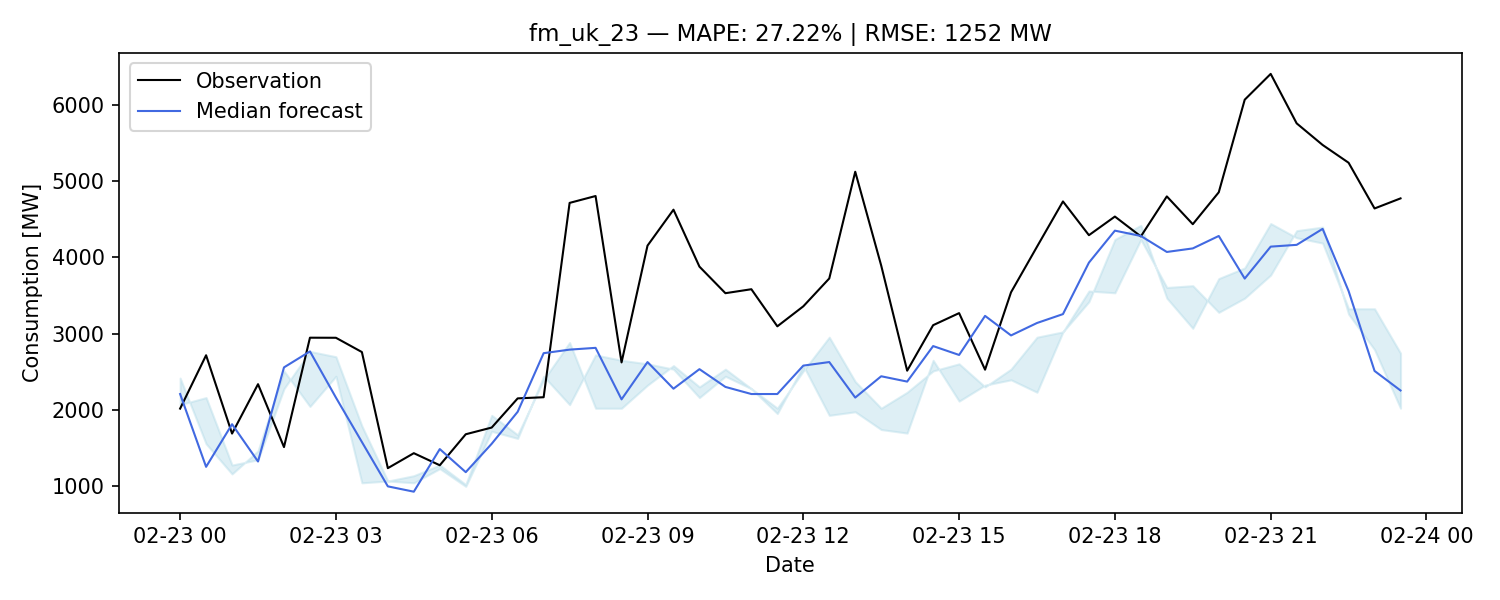 fm_uk_23 — MAPE: 27.22% | RMSE: 1252 MW
Observation
Median forecast
Consumption [MW]
6000
5000
4000
3000
2000
1000
02-23 00 02-23 03 02-23 06 02-23 09 02-23 12 02-23 15 02-23 18 02-23 21 02-24 00
Date